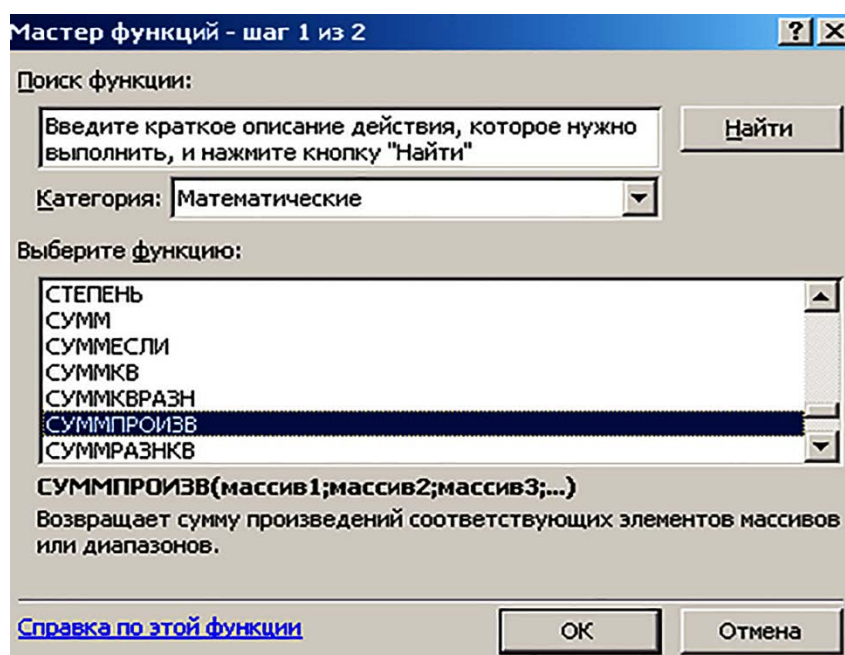 Мастер функций - шаг 1 из 2
Поиск функции:
Введите краткое описание действия, которое нужно
выполнить, и нажмите кнопку "Найти"
Найти
Категория: Математические
Выберите функцию:
СТЕПЕНЬ
СУММ
СУММЕСЛИ
СУММКВ
СУММКВРАЗН
СУММПРОИЗВ
СУММРАЗНКВ
СУММПРОИЗВ(массив1;массив2;массив3;...)
Возвращает сумму произведений соответствующих элементов массивов
или диапазонов.
Справка по этой функции
ОК
Отмена